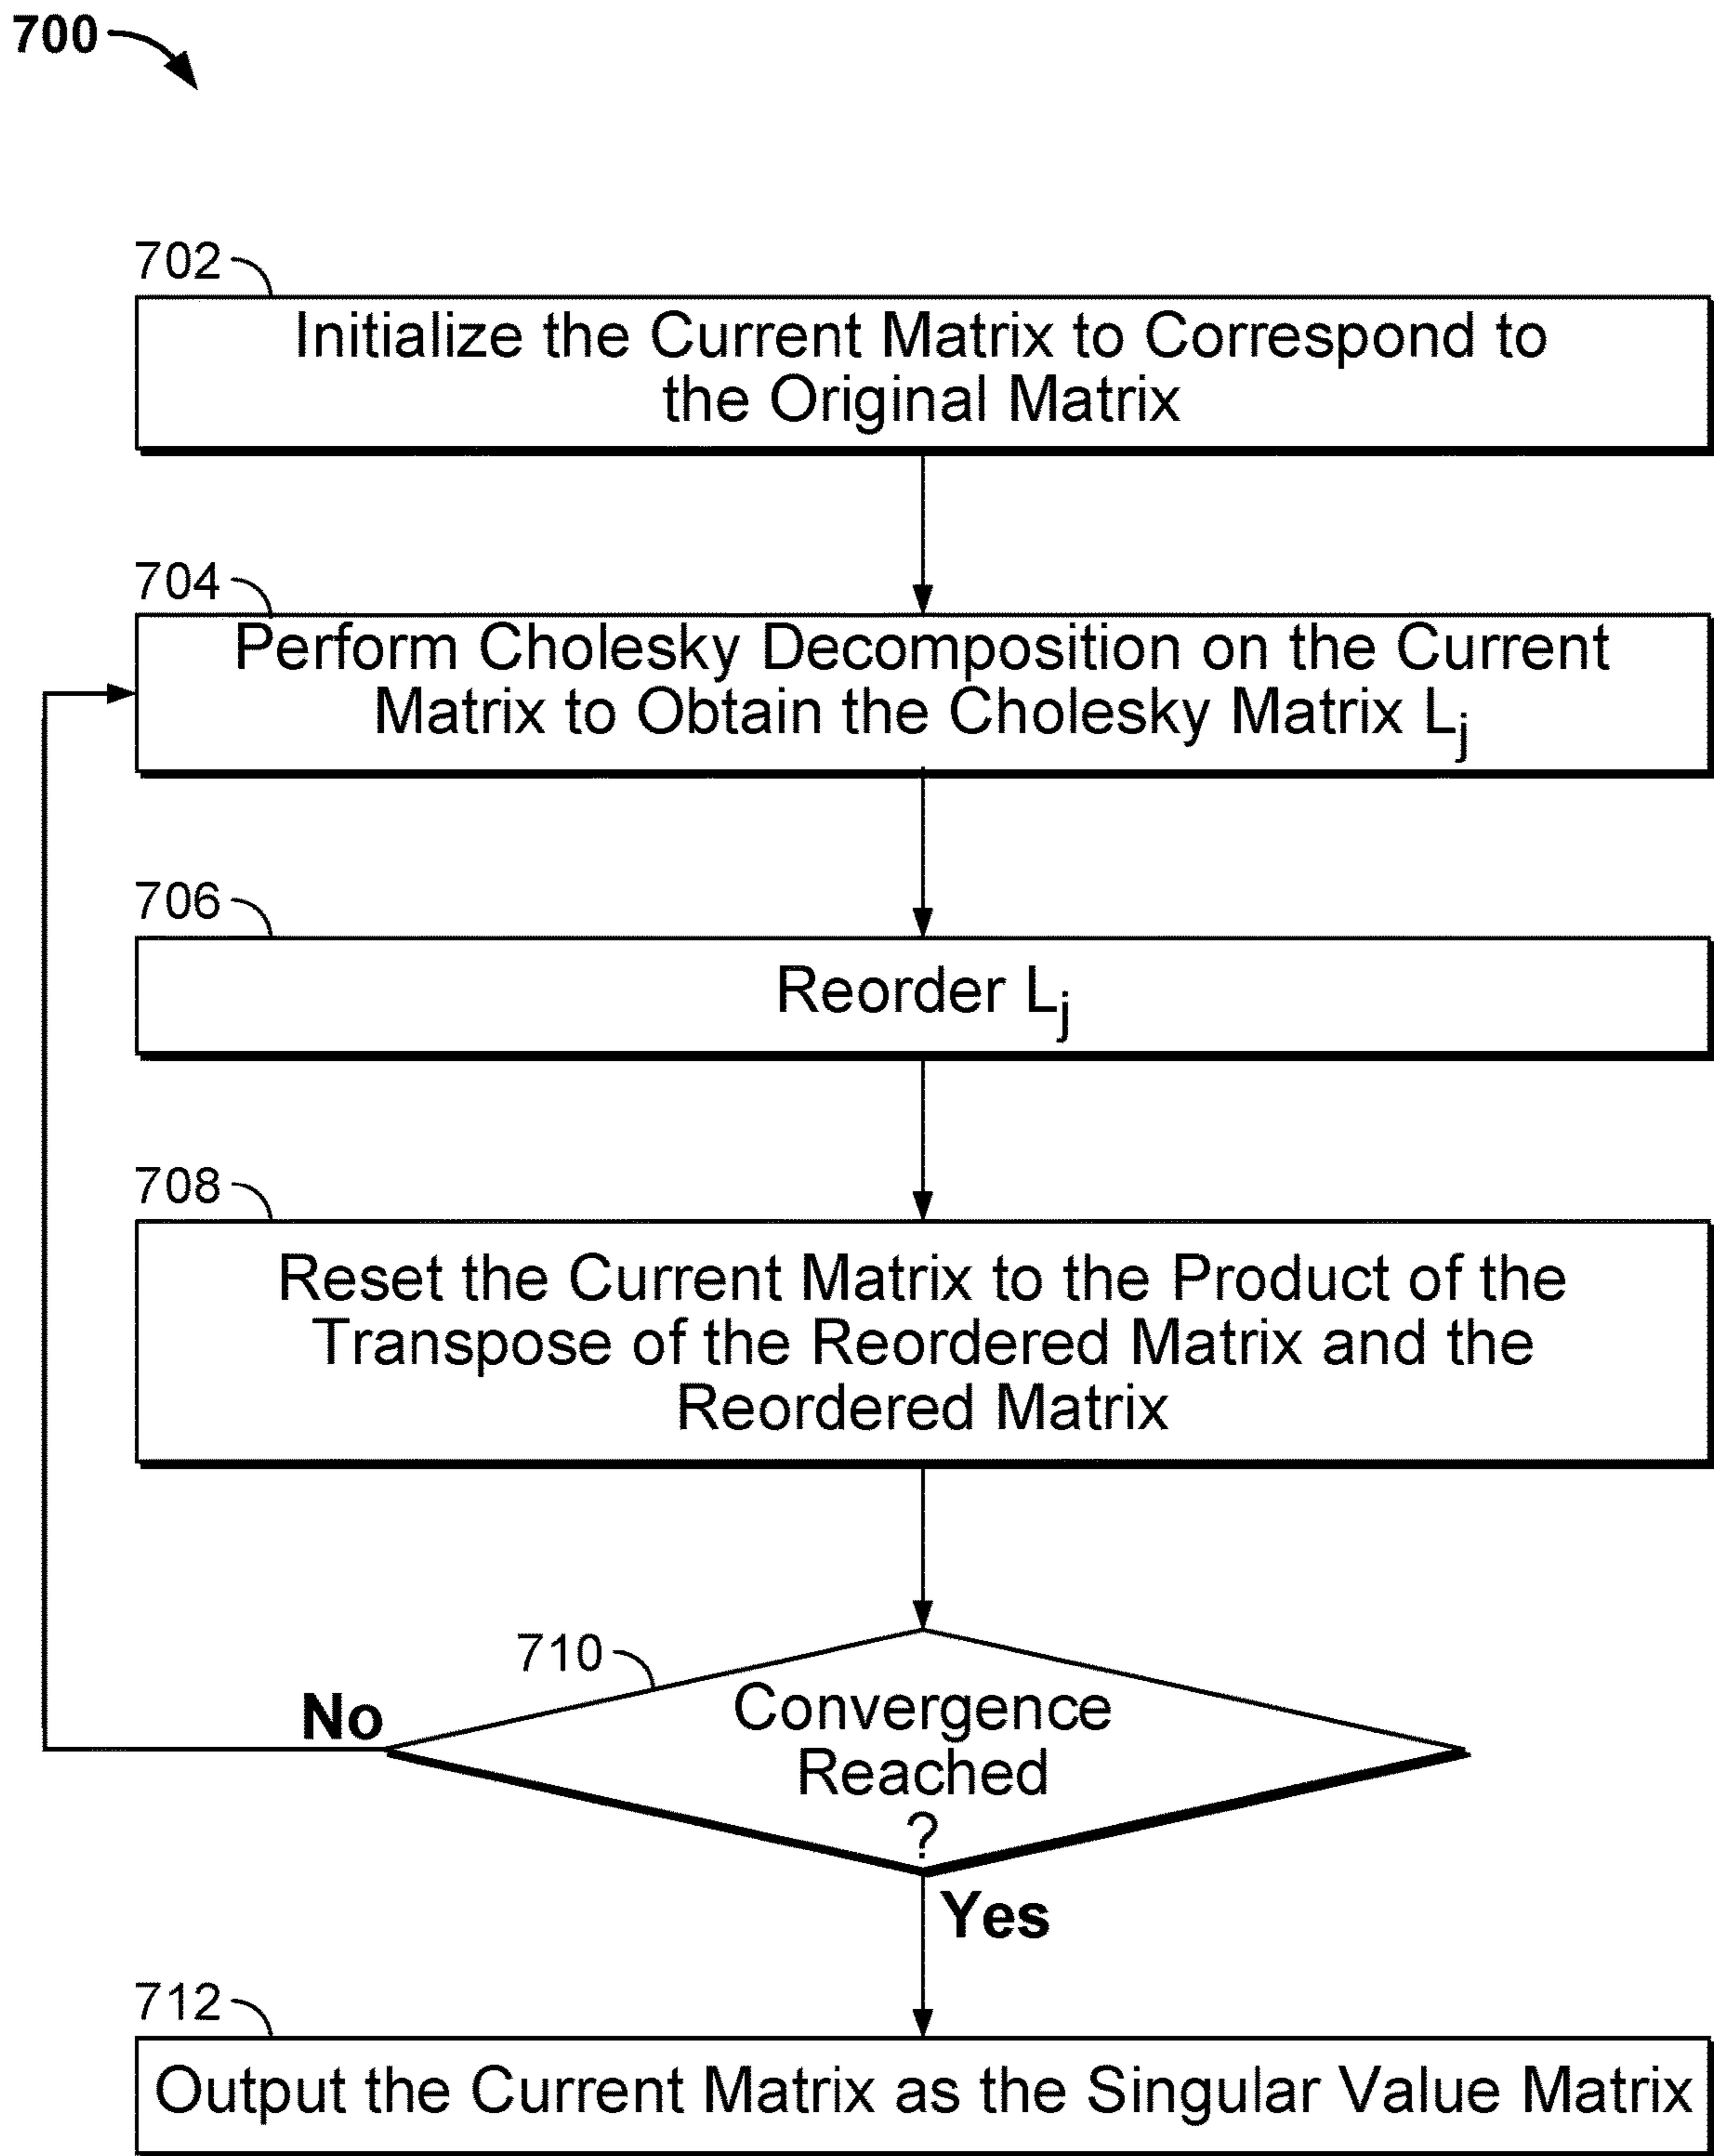 700
702
Initialize the Current Matrix to Correspond to
the Original Matrix
704
Perform Cholesky Decomposition on the Current
Matrix to Obtain the Cholesky Matrix Lj
706
Reorder Lj
708
Reset the Current Matrix to the Product of the
Transpose of the Reordered Matrix and the
Reordered Matrix
710
Convergence
Reached
?
No
Yes
712
Output the Current Matrix as the Singular Value Matrix